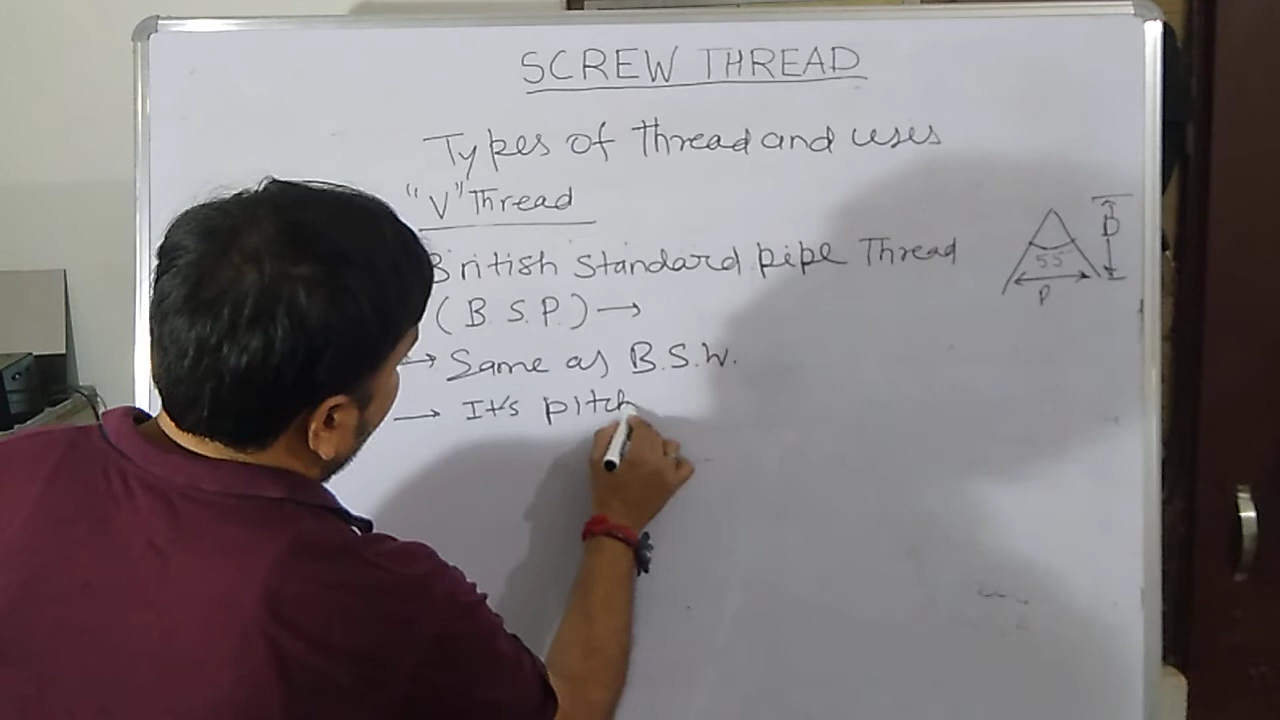 SCREW THREAD
Types of thread and uses
"V" Thread
British Standard pipe Thread
(B.S.P.) →
→ Same as B.S.W.
→ It's pitch
55°
D
P